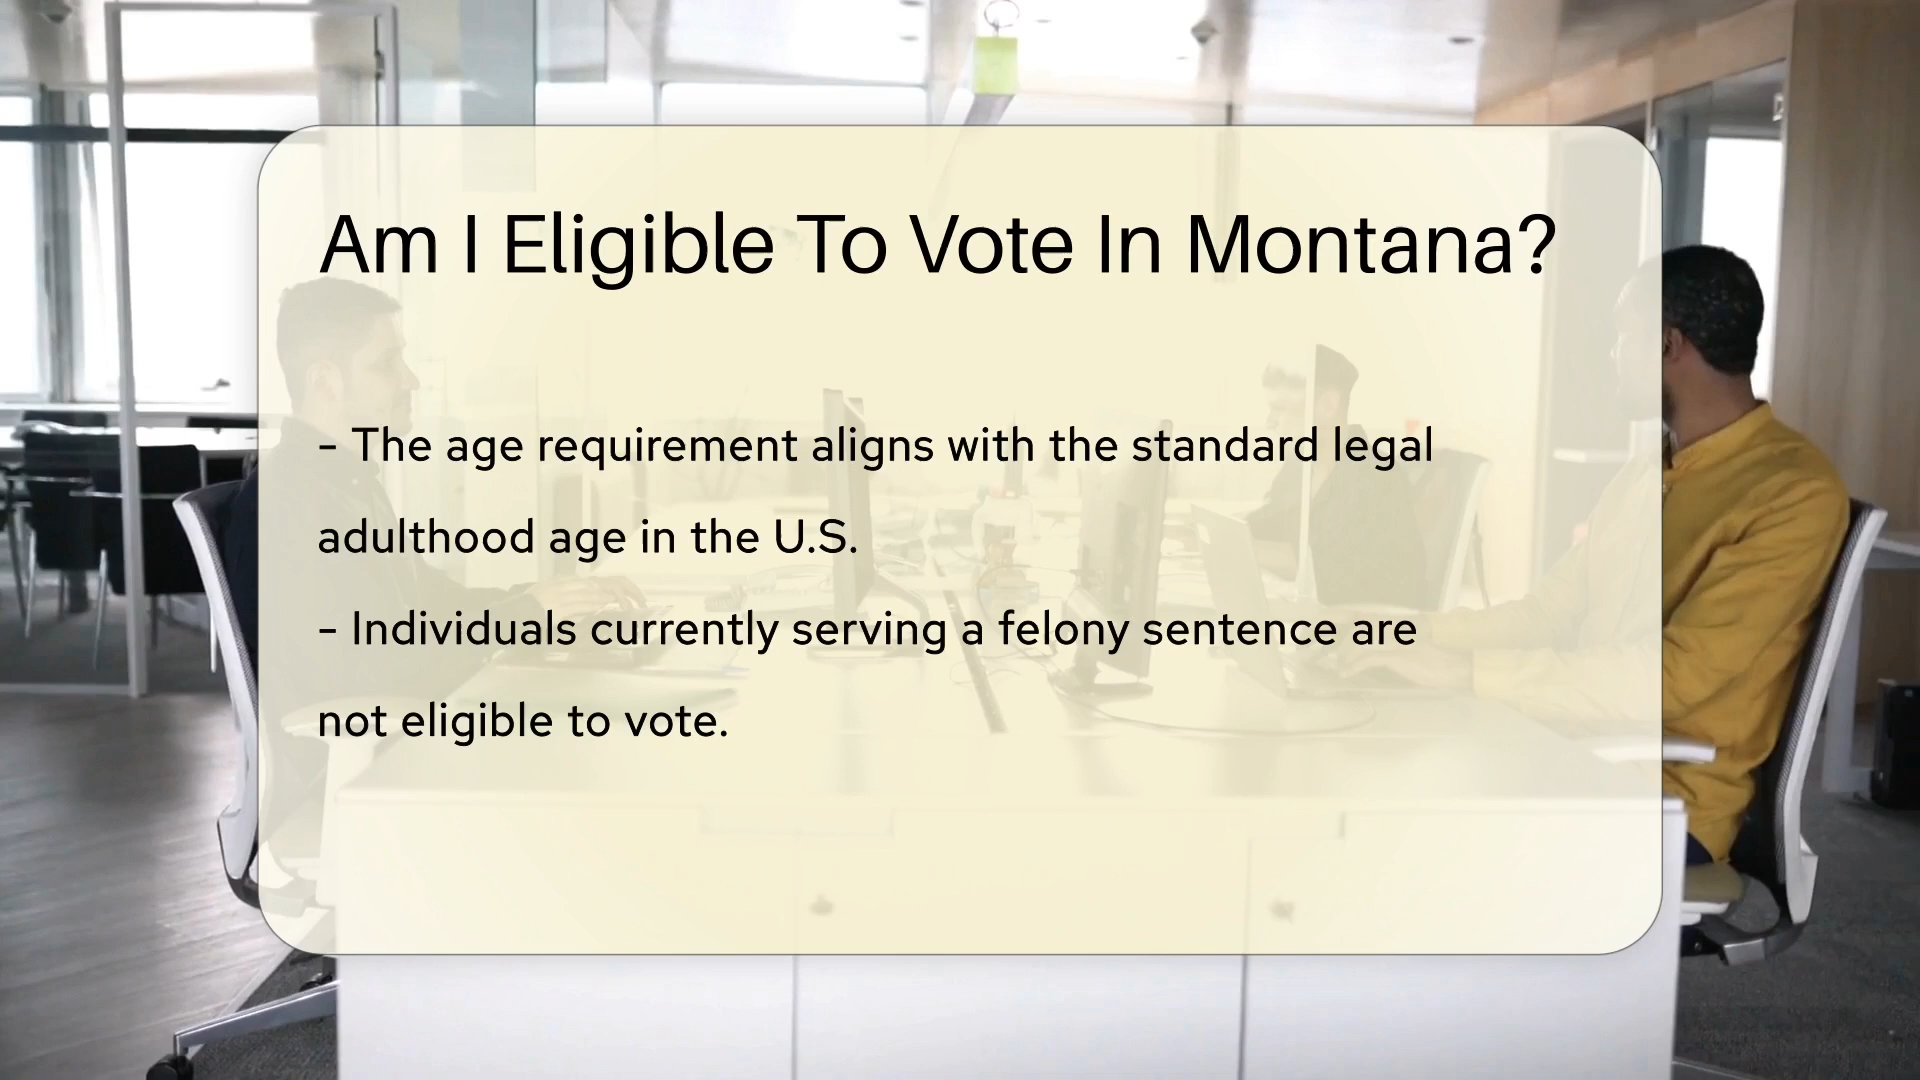 Am I Eligible To Vote In Montana?
- The age requirement aligns with the standard legal
adulthood age in the U.S.
- Individuals currently serving a felony sentence are
not eligible to vote.